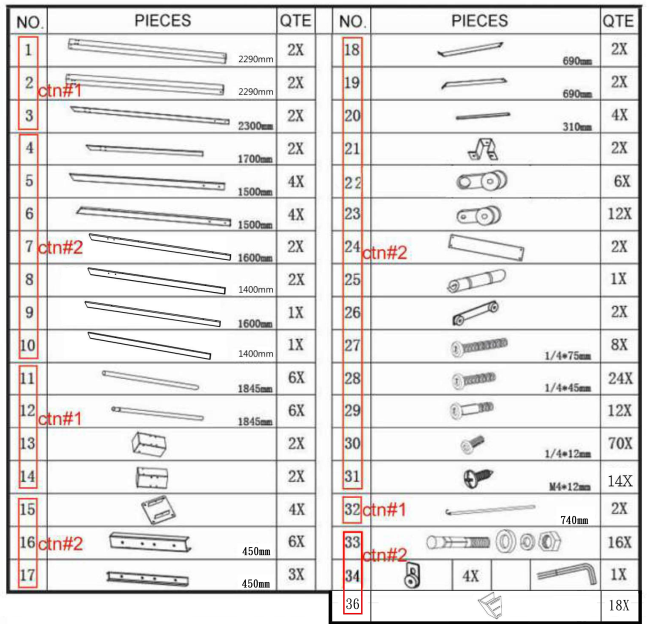 NO. PIECES QTE
1 2290mm 2X
2 ctn#1 2290mm 2X
3 2300mm 2X
4 1700mm 2X
5 1500mm 4X
6 1500mm 4X
7 ctn#2 1600mm 2X
8 1400mm 2X
9 1600mm 1X
10 1400mm 1X
11 1845mm 6X
12 ctn#1 1845mm 6X
13 2X
14 2X
15 4X
16 ctn#2 450mm 6X
17 450mm 3X
NO. PIECES QTE
18 690mm 2X
19 690mm 2X
20 310mm 4X
21 2X
22 6X
23 12X
24 ctn#2 2X
25 1X
26 2X
27 1/4*75mm 8X
28 1/4*45mm 24X
29 12X
30 1/4*12mm 70X
31 M4*12mm 14X
32 ctn#1 740mm 2X
33 ctn#2 16X
34 4X 1X
36 18X